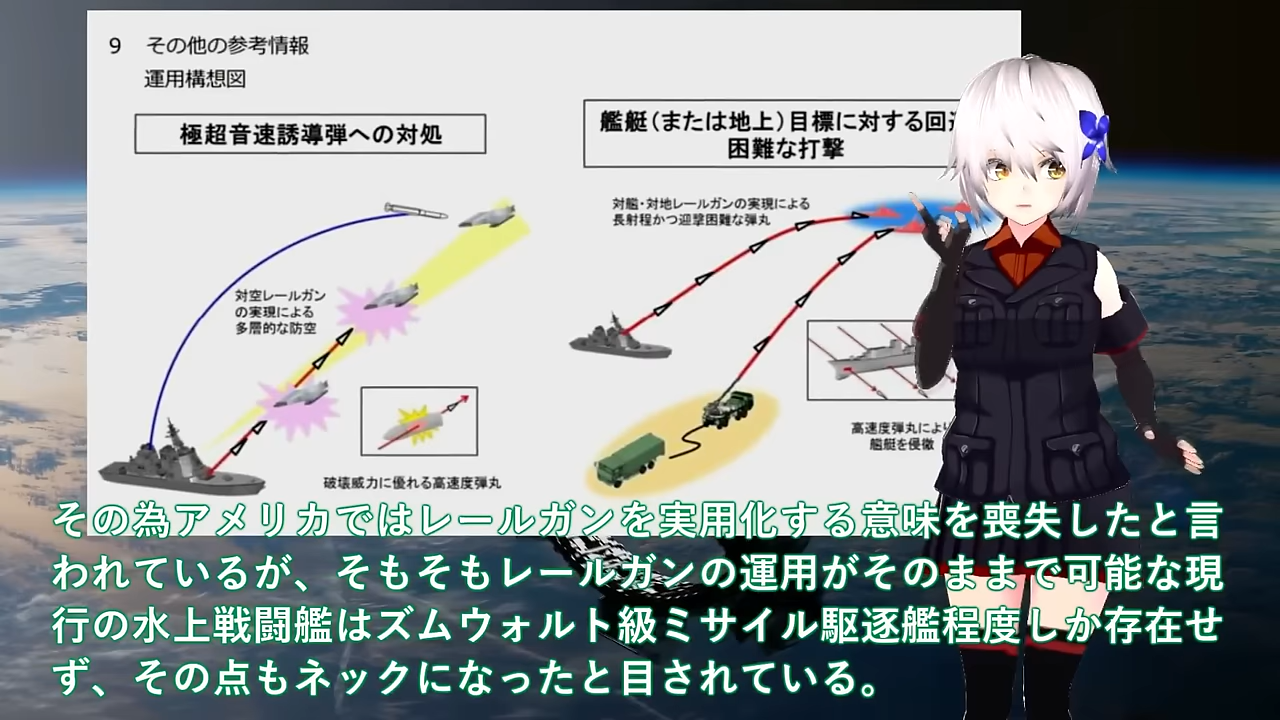 9 その他の参考情報
運用構想図
極超音速誘導弾への対処
艦艇(または地上)目標に対する回
困難な打撃
対艦・対地レールガンの実現による
長射程かつ迎撃困難な弾丸
対空レールガン
の実現による
多層的な防空
破壊威力に優れる高速度弾丸
高速度弾丸によ
艦艇を侵徹
その為アメリカではレールガンを実用化する意味を喪失したと言
われているが、そもそもレールガンの運用がそのままで可能な現
行の水上戦闘艦はズムウォルト級ミサイル駆逐艦程度しか存在せ
ず、その点もネックになったと目されている。